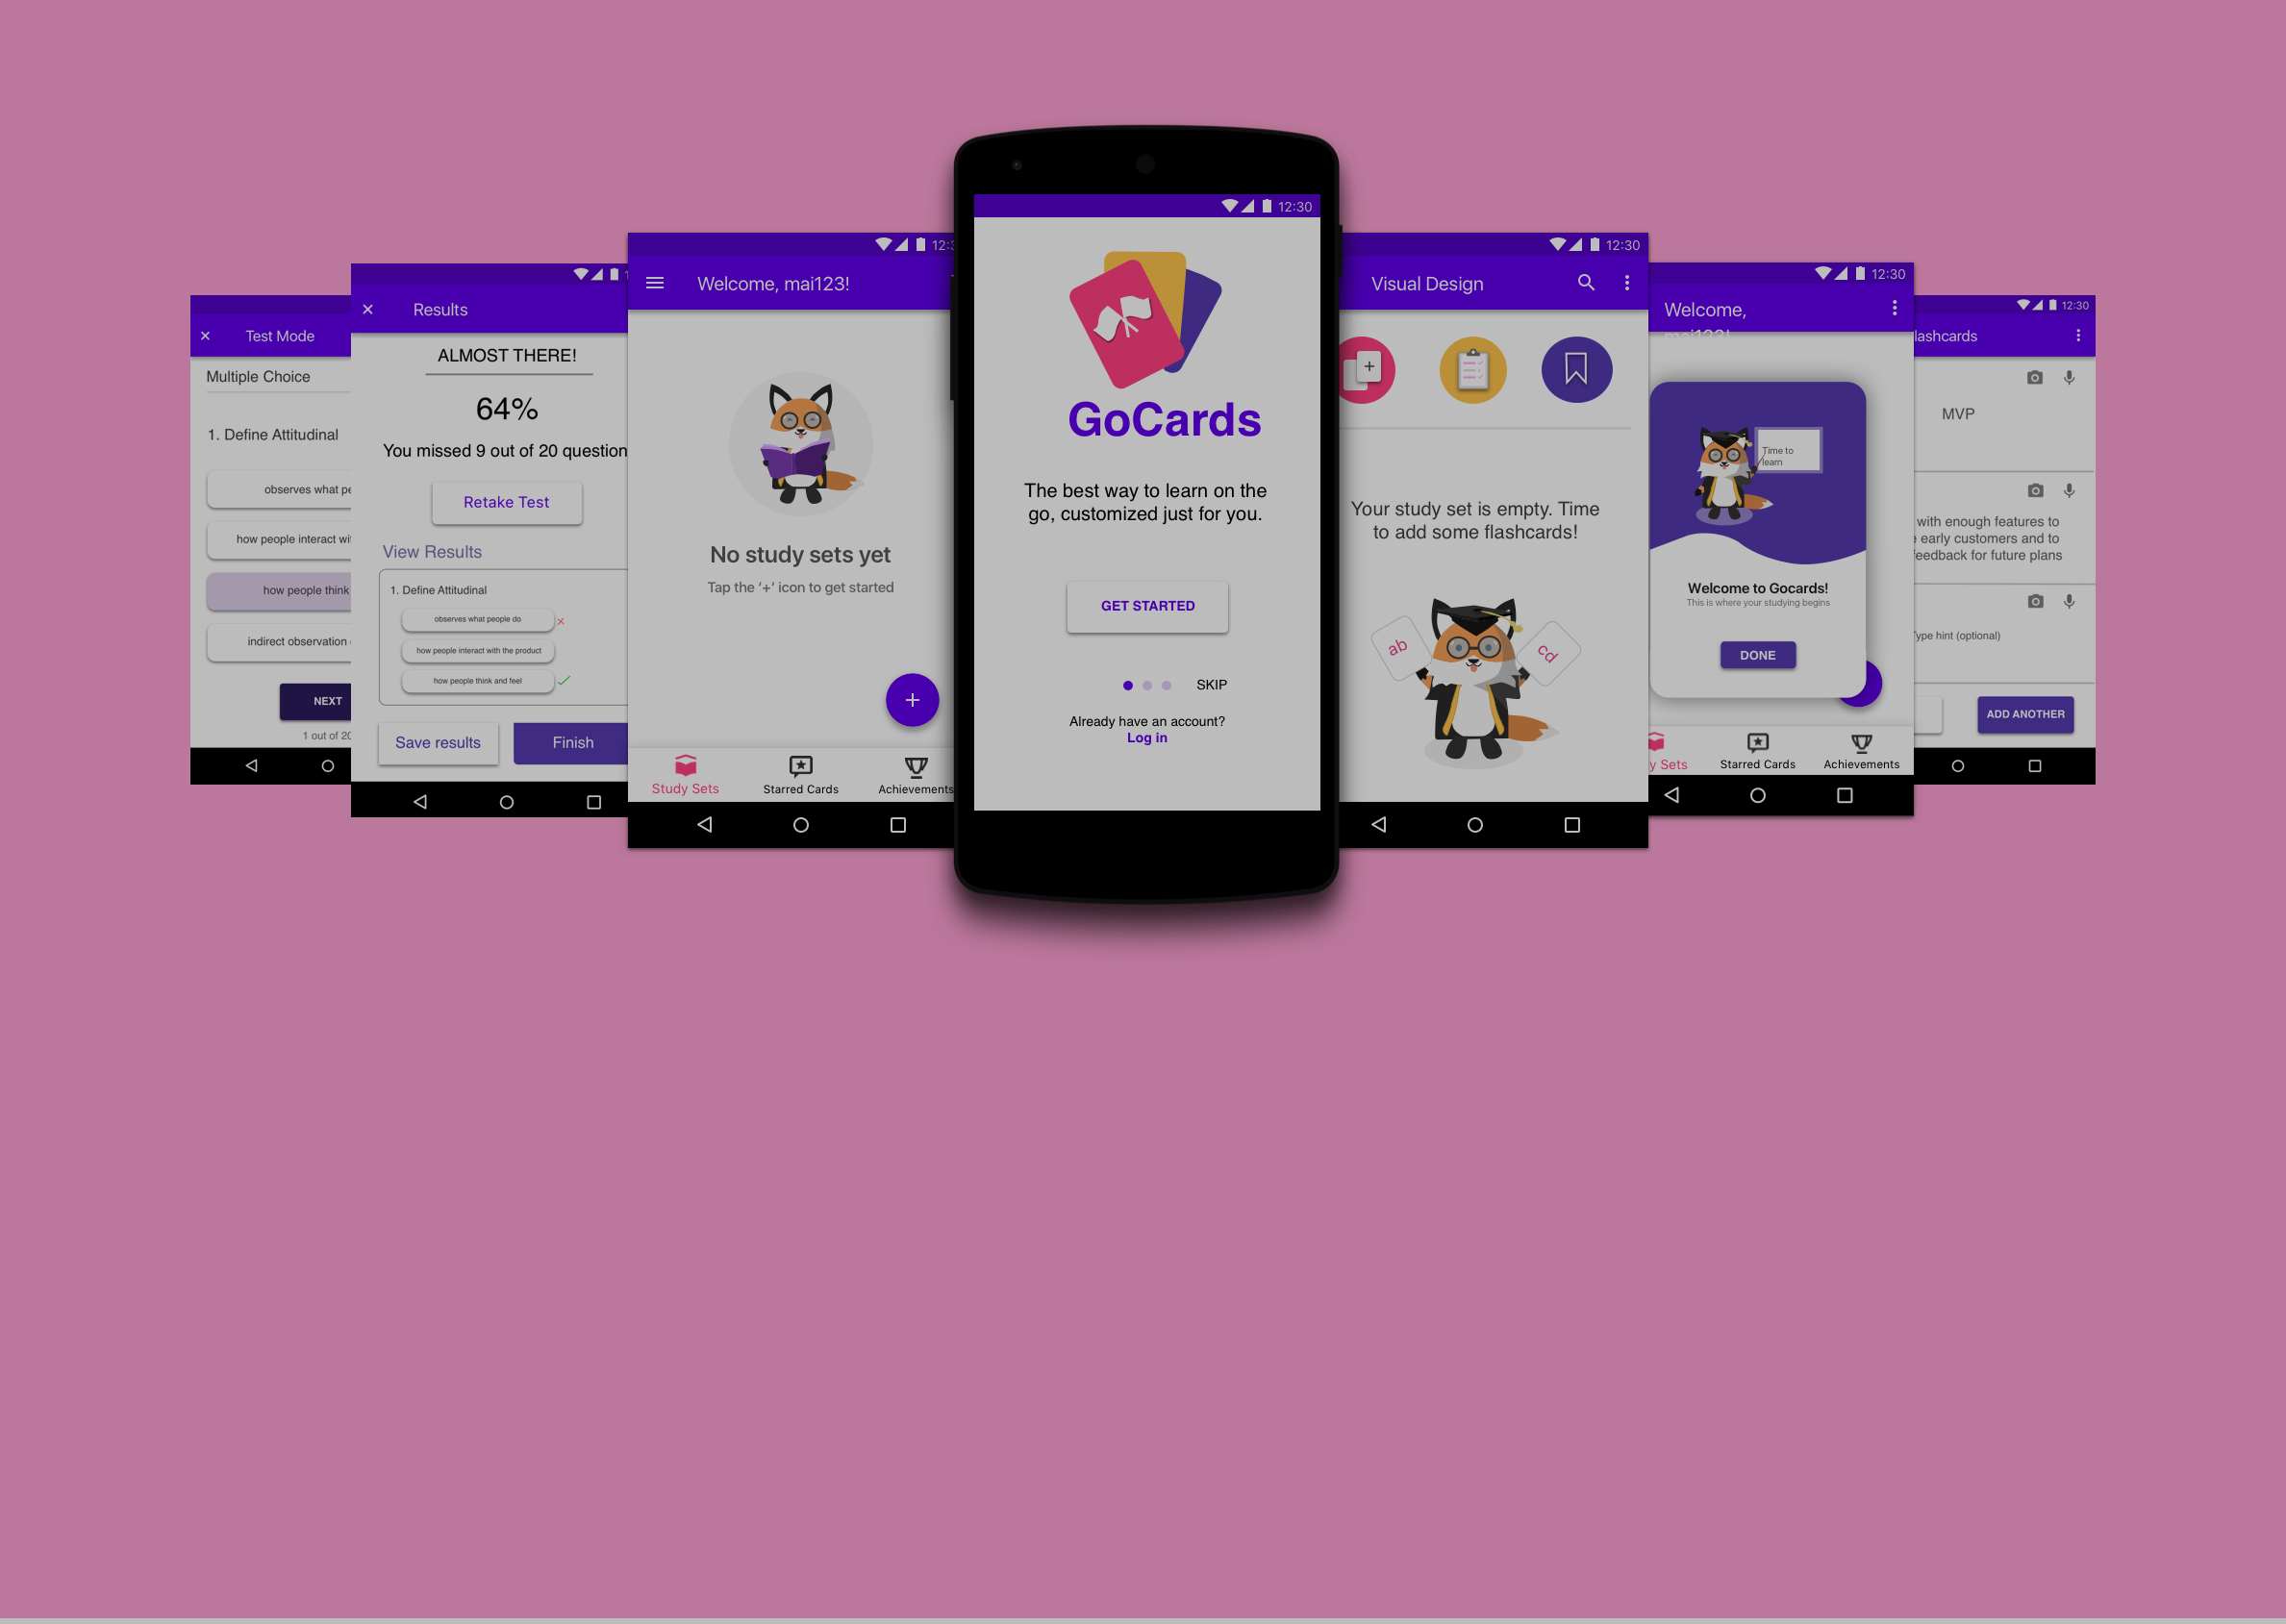 Test Mode
Multiple Choice
1. Define Attitudinal
observes what
how people interact
how people think
indirect observation
NEXT
1 out of 20
Results
ALMOST THERE!
64%
You missed 9 out of 20 question
Retake Test
View Results
1. Define Attitudinal
observes what people do
how people interact with the product
how people think and feel
Save results
Finish
Welcome, mai123!
No study sets yet
Tap the ‘+’ icon to get started
Study Sets
Starred Cards
Achievements
12:30
GoCards
The best way to learn on the
go, customized just for you.
GET STARTED
SKIP
Already have an account?
Log in
12:30
Visual Design
Your study set is empty. Time
to add some flashcards!
ab
cd
12:30
Welcome,
mai123!
Time to
learn
Welcome to Gocards!
This is where your studying begins
DONE
Sets
Starred Cards
Achievements
12:30
lashcards
MVP
with enough features to
early customers and to
feedback for future plans
Type hint (optional)
ADD ANOTHER